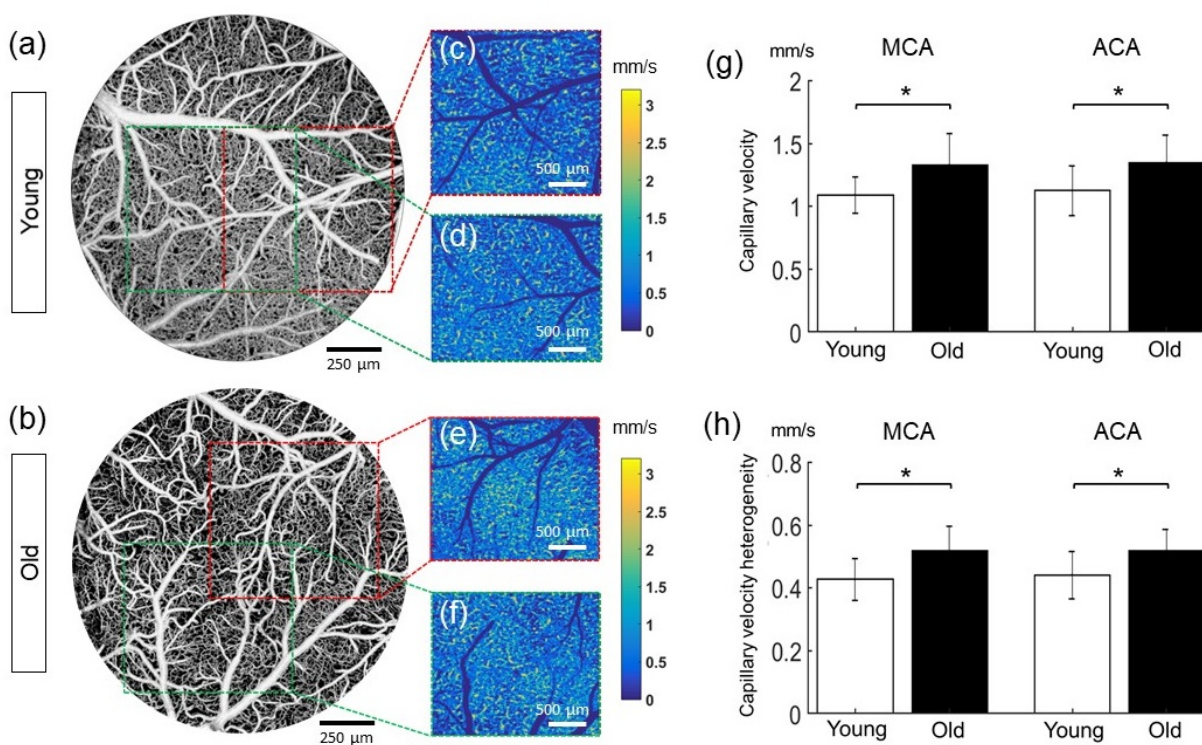 (a)
Young
250 µm
(c)
500 µm
(d)
500 µm
mm/s
3
2.5
2
1.5
1
0.5
0
(b)
Old
250 µm
(e)
500 µm
(f)
500 µm
mm/s
3
2.5
2
1.5
1
0.5
0
(g)
mm/s
MCA
ACA
Capillary velocity
2
1.5
1
0.5
0
*
*
Young
Old
Young
Old
(h)
mm/s
MCA
ACA
Capillary velocity heterogeneity
0.8
0.6
0.4
0.2
0
*
*
Young
Old
Young
Old